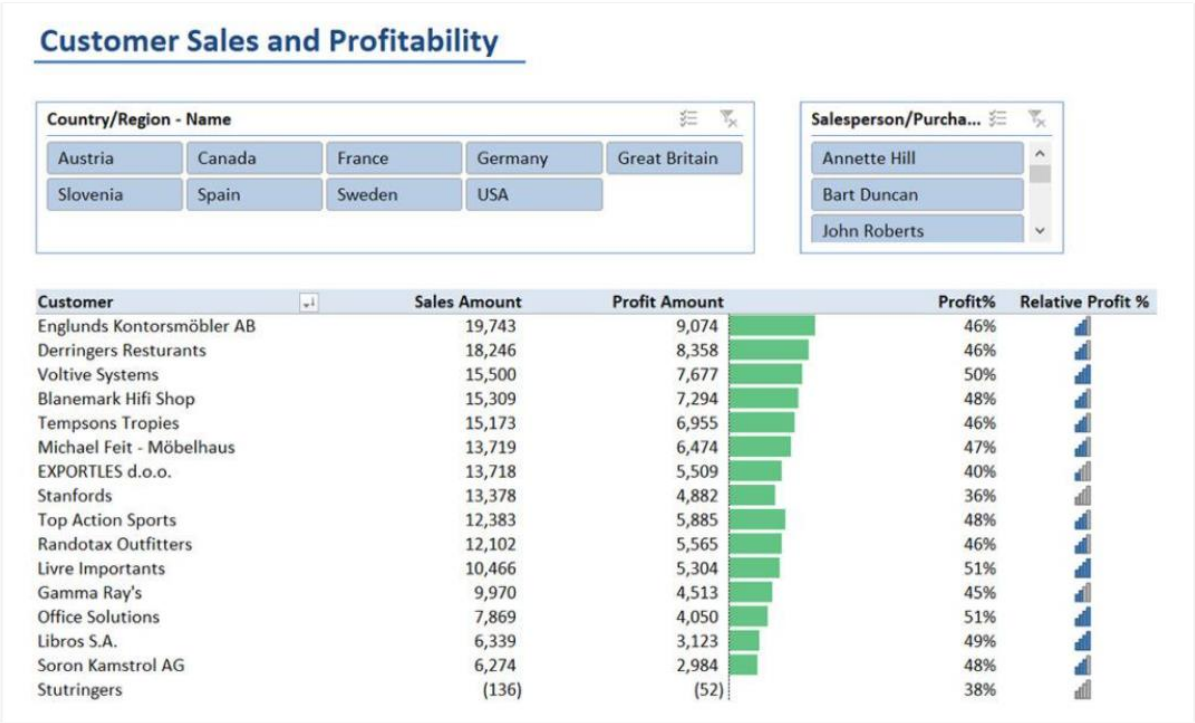 Customer Sales and Profitability
Country/Region - Name
Austria Canada France Germany Great Britain
Slovenia Spain Sweden USA
Salesperson/Purcha...
Annette Hill
Bart Duncan
John Roberts
Customer Sales Amount Profit Amount Profit% Relative Profit %
Englunds Kontorsmöbler AB 19,743 9,074 46%
Derringers Resturants 18,246 8,358 46%
Voltive Systems 15,500 7,677 50%
Blanemark Hifi Shop 15,309 7,294 48%
Tempsons Tropies 15,173 6,955 46%
Michael Feit - Möbelhaus 13,719 6,474 47%
EXPORTLES d.o.o. 13,718 5,509 40%
Stanfords 13,378 4,882 36%
Top Action Sports 12,383 5,885 48%
Randotax Outfitters 12,102 5,565 46%
Livre Importants 10,466 5,304 51%
Gamma Ray's 9,970 4,513 45%
Office Solutions 7,869 4,050 51%
Libros S.A. 6,339 3,123 49%
Soron Kamstrol AG 6,274 2,984 48%
Stutringers (136) (52) 38%